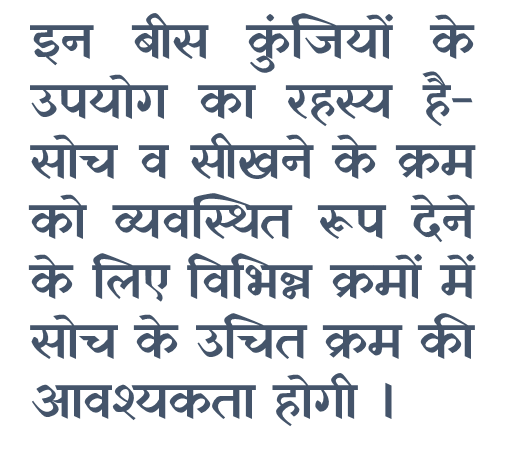 इन बीस कुंजियों के
उपयोग का रहस्य है-
सोच व सीखने के क्रम
को व्यवस्थित रूप देने
के लिए विभिन्न क्रमों में
सोच के उचित क्रम की
आवश्यकता होगी ।